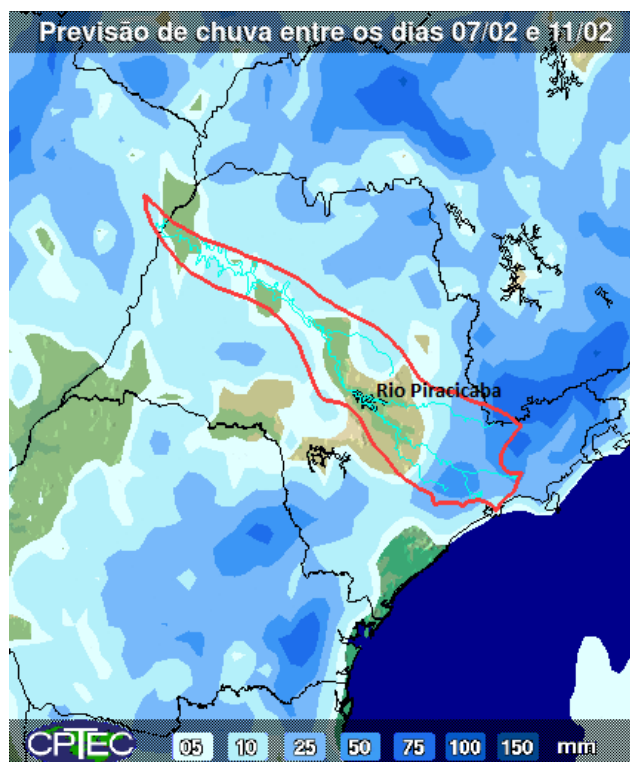 Previsão de chuva entre os dias 07/02 e 11/02
Rio Piracicaba
CPTEC 05 10 25 50 75 100 150 mm